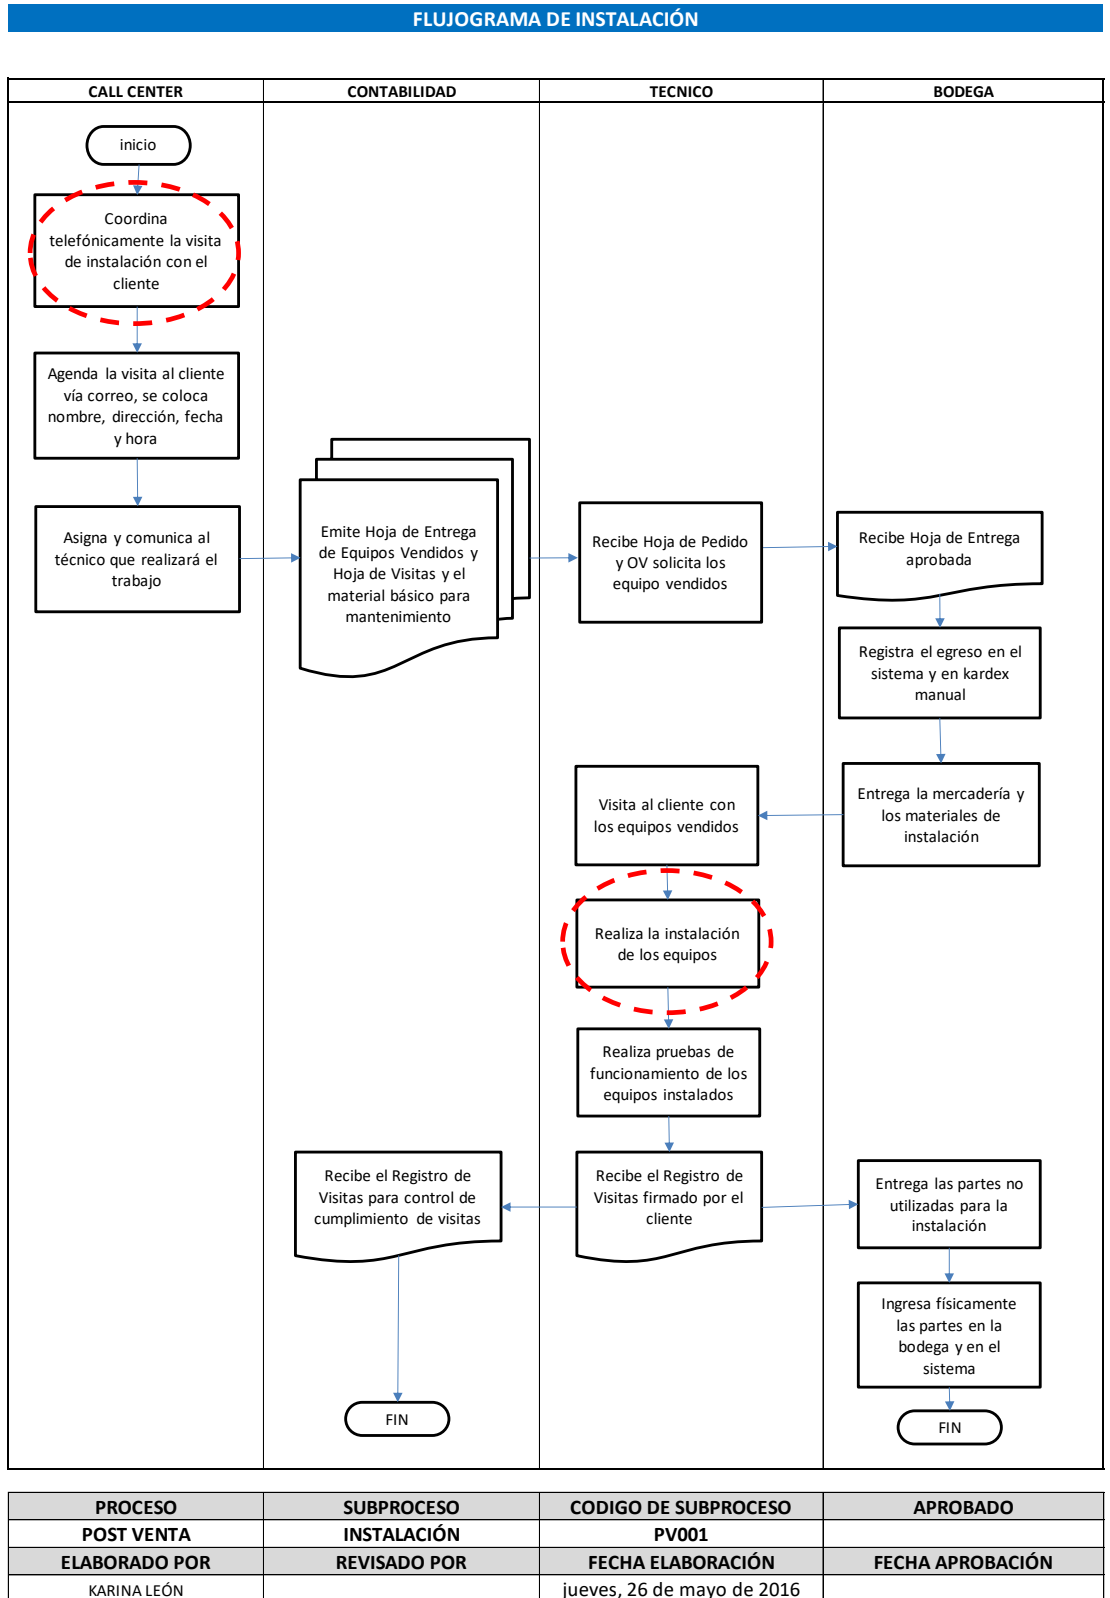 FLUJOGRAMA DE INSTALACIÓN
CALL CENTER
CONTABILIDAD
TECNICO
BODEGA
inicio
Coordina
telefónicamente la visita
de instalación con el
cliente
Agenda la visita al cliente
vía correo, se coloca
nombre, dirección, fecha
y hora
Asigna y comunica al
técnico que realizará el
trabajo
Emite Hoja de Entrega
de Equipos Vendidos y
Hoja de Visitas y el
material básico para
mantenimiento
Recibe Hoja de Pedido
y OV solicita los
equipo vendidos
Recibe Hoja de Entrega
aprobada
Registra el egreso en el
sistema y en kardex
manual
Entrega la mercadería y
los materiales de
instalación
Visita al cliente con
los equipos vendidos
Realiza la instalación
de los equipos
Realiza pruebas de
funcionamiento de los
equipos instalados
Recibe el Registro de
Visitas firmado por el
cliente
Recibe el Registro de
Visitas para control de
cumplimiento de visitas
FIN
Entrega las partes no
utilizadas para la
instalación
Ingresa físicamente
las partes en la
bodega y en el
sistema
FIN
PROCESO
SUBPROCESO
CODIGO DE SUBPROCESO
APROBADO
POST VENTA
INSTALACIÓN
PV001
ELABORADO POR
REVISADO POR
FECHA ELABORACIÓN
FECHA APROBACIÓN
KARINA LEÓN
jueves, 26 de mayo de 2016